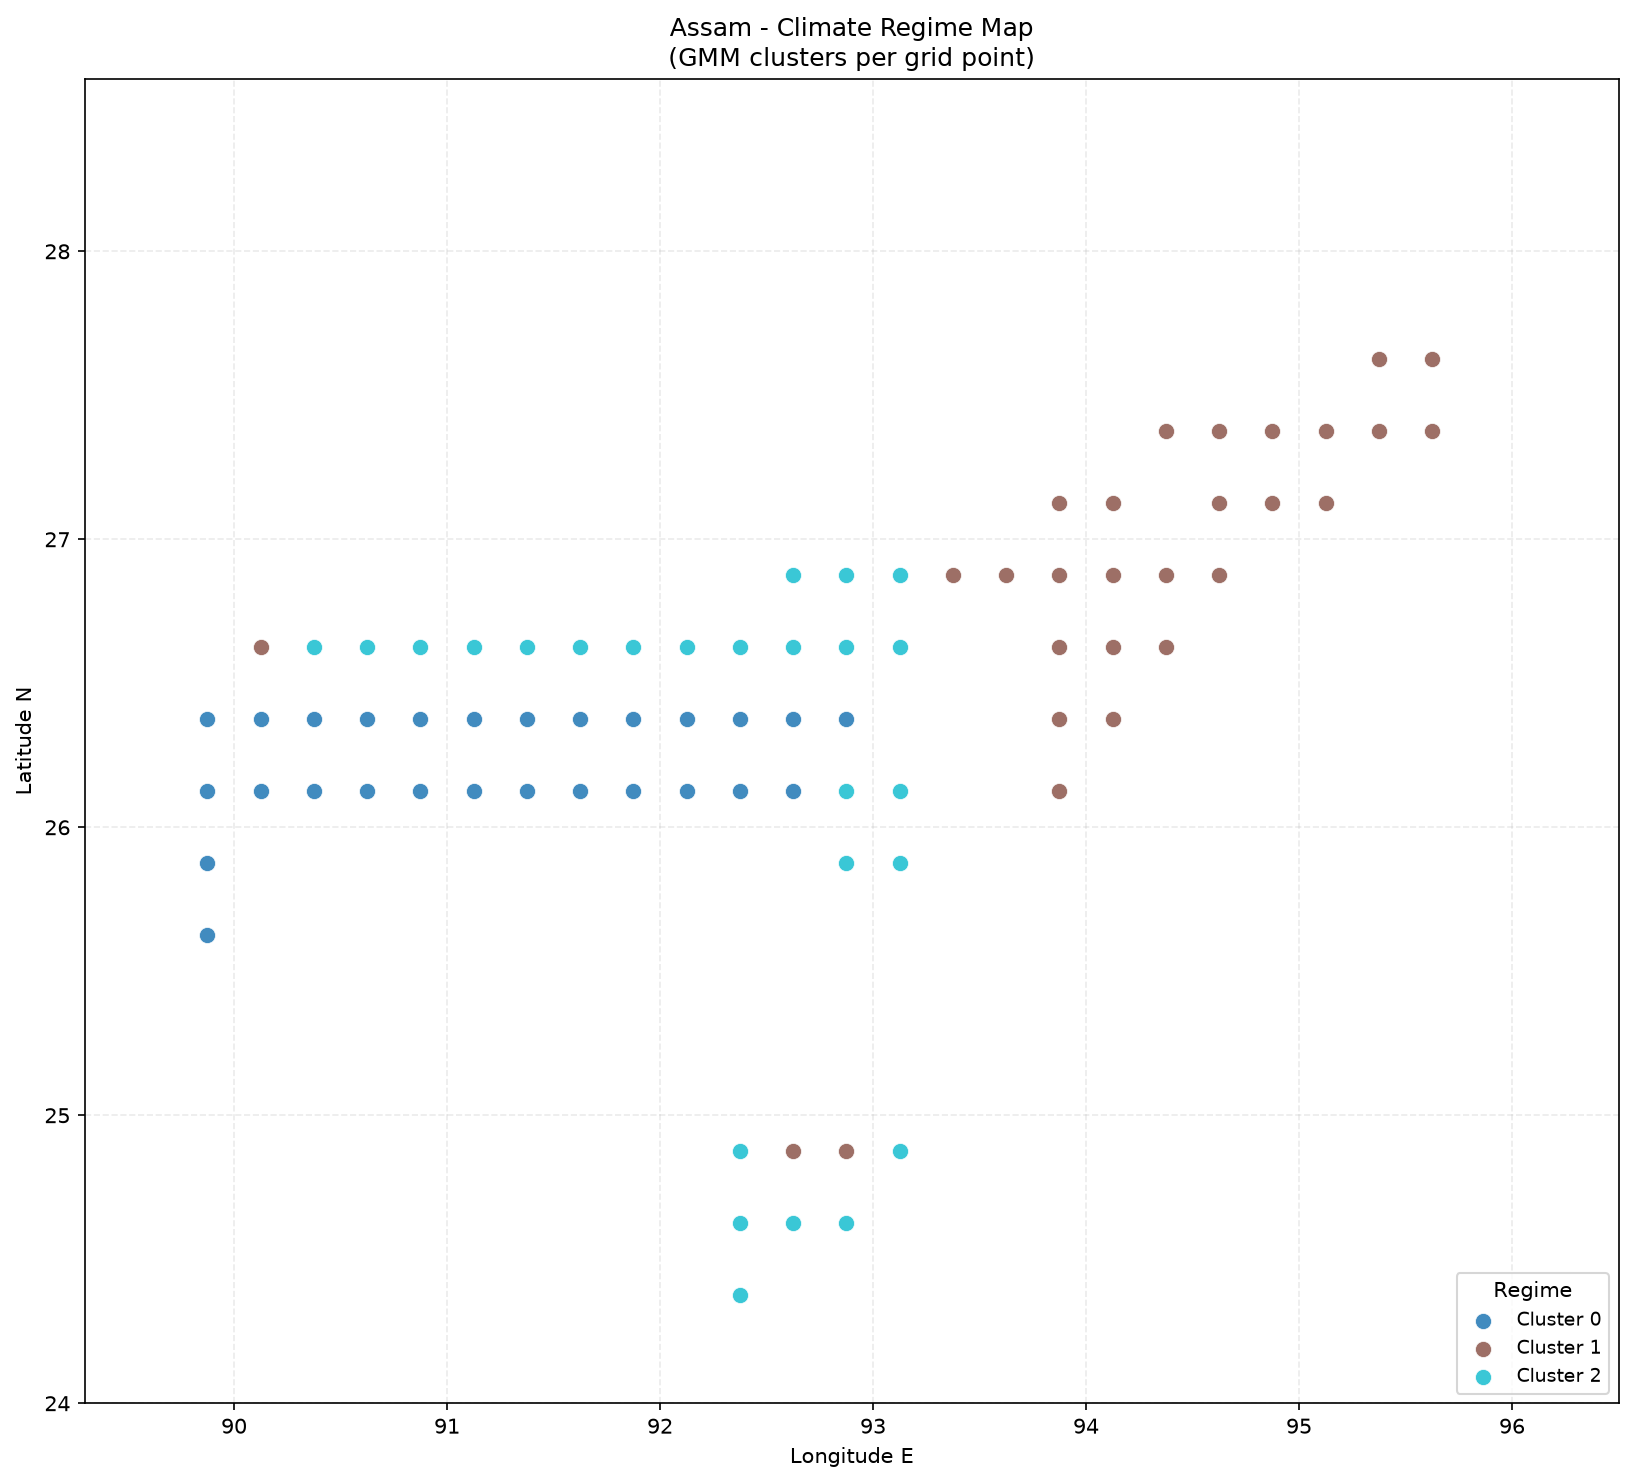 Assam - Climate Regime Map
(GMM clusters per grid point)
28
27
26
25
24
Latitude N
90
91
92
93
94
95
96
Longitude E
Regime
Cluster 0
Cluster 1
Cluster 2